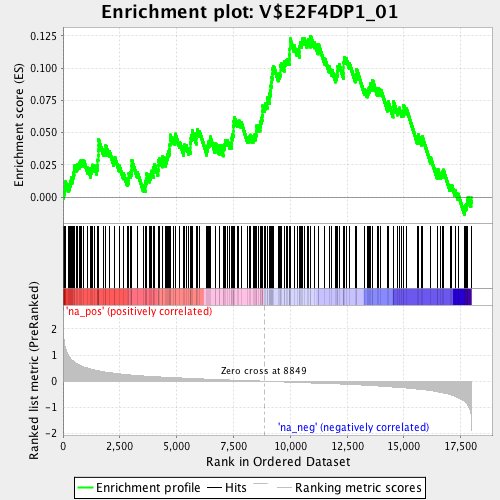 Enrichment plot: V$E2F4DP1_01
Enrichment score (ES)
0.125
0.100
0.075
0.050
0.025
0.000
'na_pos' (positively correlated)
Ranked list metric (PreRanked)
2
1
0
-1
-2
Zero cross at 8849
'na_neg' (negatively correlated)
0
2,500
5,000
7,500
10,000
12,500
15,000
17,500
Rank in Ordered Dataset
Enrichment profile
Hits
Ranking metric scores